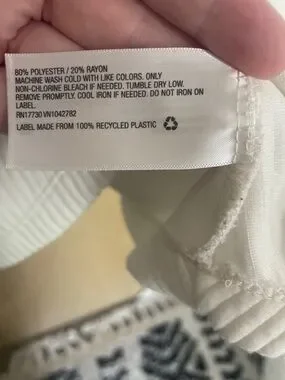 80% POLYESTER / 20% RAYON
MACHINE WASH COLD WITH LIKE COLORS. ONLY
NON-CHLORINE BLEACH IF NEEDED. TUMBLE DRY LOW.
REMOVE PROMPTLY. COOL IRON IF NEEDED. DO NOT IRON ON
LABEL.
RN17730 VN1042782
LABEL MADE FROM 100% RECYCLED PLASTIC